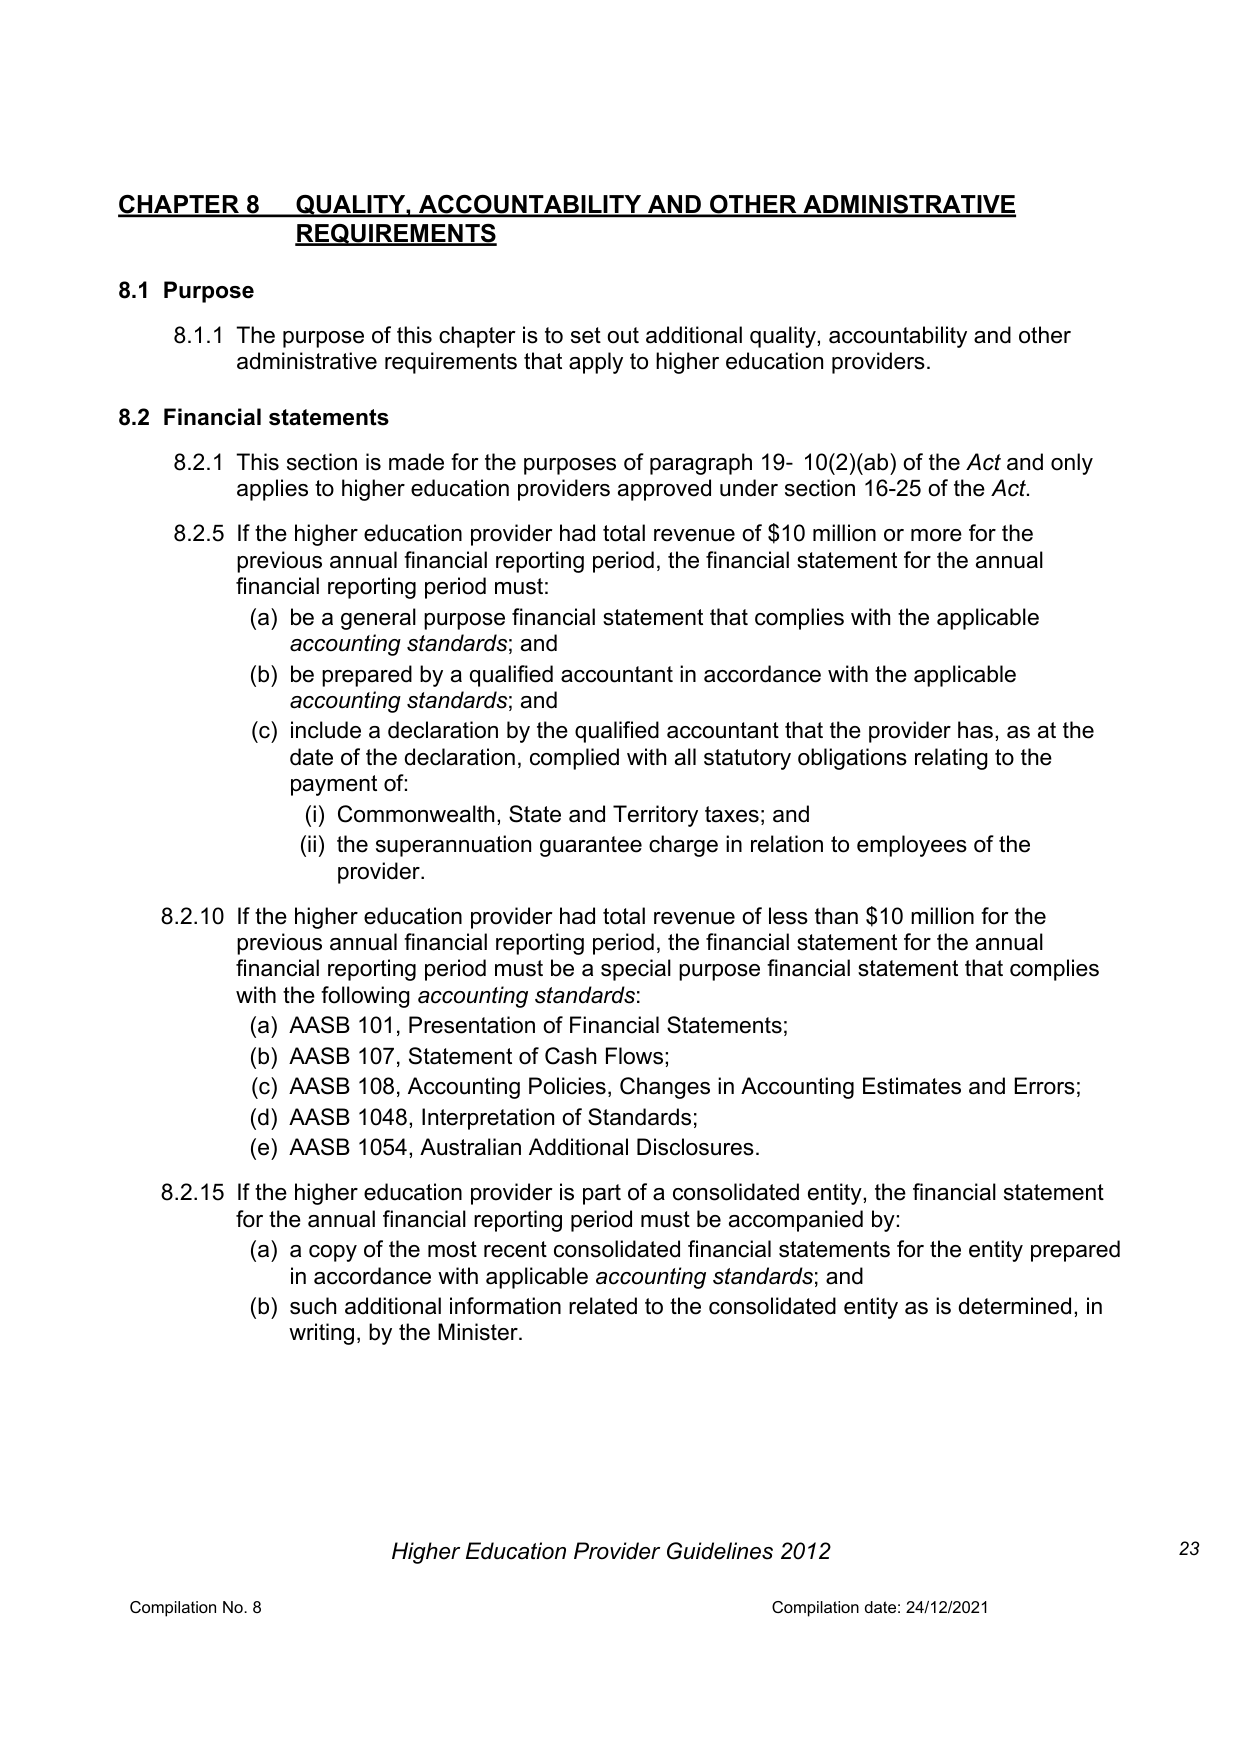 CHAPTER 8 QUALITY, ACCOUNTABILITY AND OTHER ADMINISTRATIVE
REQUIREMENTS
8.1 Purpose
8.1.1 The purpose of this chapter is to set out additional quality, accountability and other
administrative requirements that apply to higher education providers.
8.2 Financial statements
8.2.1 This section is made for the purposes of paragraph 19- 10(2)(ab) of the Act and only
applies to higher education providers approved under section 16-25 of the Act.
8.2.5 If the higher education provider had total revenue of $10 million or more for the
previous annual financial reporting period, the financial statement for the annual
financial reporting period must:
(a) be a general purpose financial statement that complies with the applicable
accounting standards; and
(b) be prepared by a qualified accountant in accordance with the applicable
accounting standards; and
(c) include a declaration by the qualified accountant that the provider has, as at the
date of the declaration, complied with all statutory obligations relating to the
payment of:
(i) Commonwealth, State and Territory taxes; and
(ii) the superannuation guarantee charge in relation to employees of the
provider.
8.2.10 If the higher education provider had total revenue of less than $10 million for the
previous annual financial reporting period, the financial statement for the annual
financial reporting period must be a special purpose financial statement that complies
with the following accounting standards:
(a) AASB 101, Presentation of Financial Statements;
(b) AASB 107, Statement of Cash Flows;
(c) AASB 108, Accounting Policies, Changes in Accounting Estimates and Errors;
(d) AASB 1048, Interpretation of Standards;
(e) AASB 1054, Australian Additional Disclosures.
8.2.15 If the higher education provider is part of a consolidated entity, the financial statement
for the annual financial reporting period must be accompanied by:
(a) a copy of the most recent consolidated financial statements for the entity prepared
in accordance with applicable accounting standards; and
(b) such additional information related to the consolidated entity as is determined, in
writing, by the Minister.
Higher Education Provider Guidelines 2012 23
Compilation No. 8 Compilation date: 24/12/2021